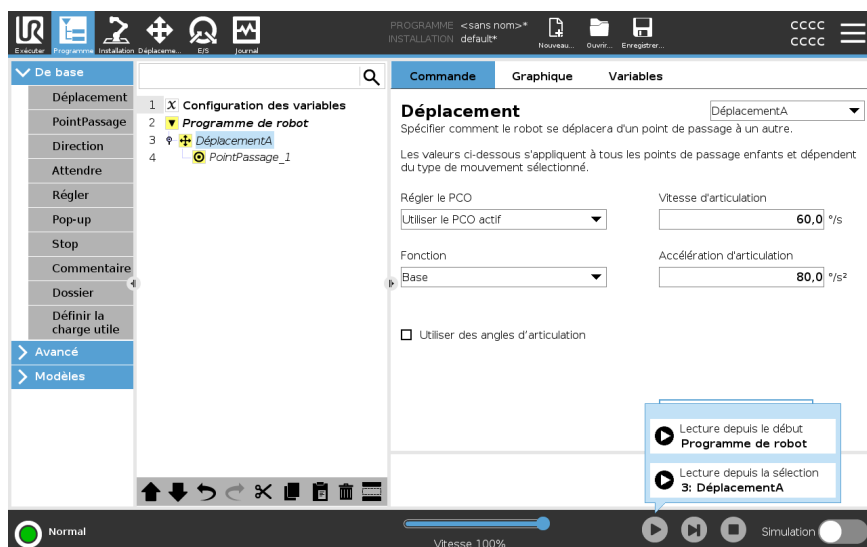 UR
PROGRAMME <sans nom>*
INSTALLATION default*
Exécuter
Programme
Installation
Déplaceme...
E/S
Journal
Nouveau...
Ouvrir...
Enregistrer...
CCCC
CCCC
De base
Déplacement
PointPassage
Direction
Attendre
Régler
Pop-up
Stop
Commentaire
Dossier
Définir la
charge utile
Avancé
Modèles
1 X Configuration des variables
2 Programme de robot
3 DéplacementA
4 PointPassage_1
Commande Graphique Variables
Déplacement
DéplacementA
Spécifier comment le robot se déplacera d'un point de passage à un autre.
Les valeurs ci-dessous s'appliquent à tous les points de passage enfants et dépendent
du type de mouvement sélectionné.
Régler le PCO
Vitesse d'articulation
Utiliser le PCO actif
60,0 °/s
Fonction
Accélération d'articulation
Base
80,0 °/s²
Utiliser des angles d'articulation
Lecture depuis le début
Programme de robot
Lecture depuis la sélection
3: DéplacementA
Normal
Vitesse 100%
Simulation